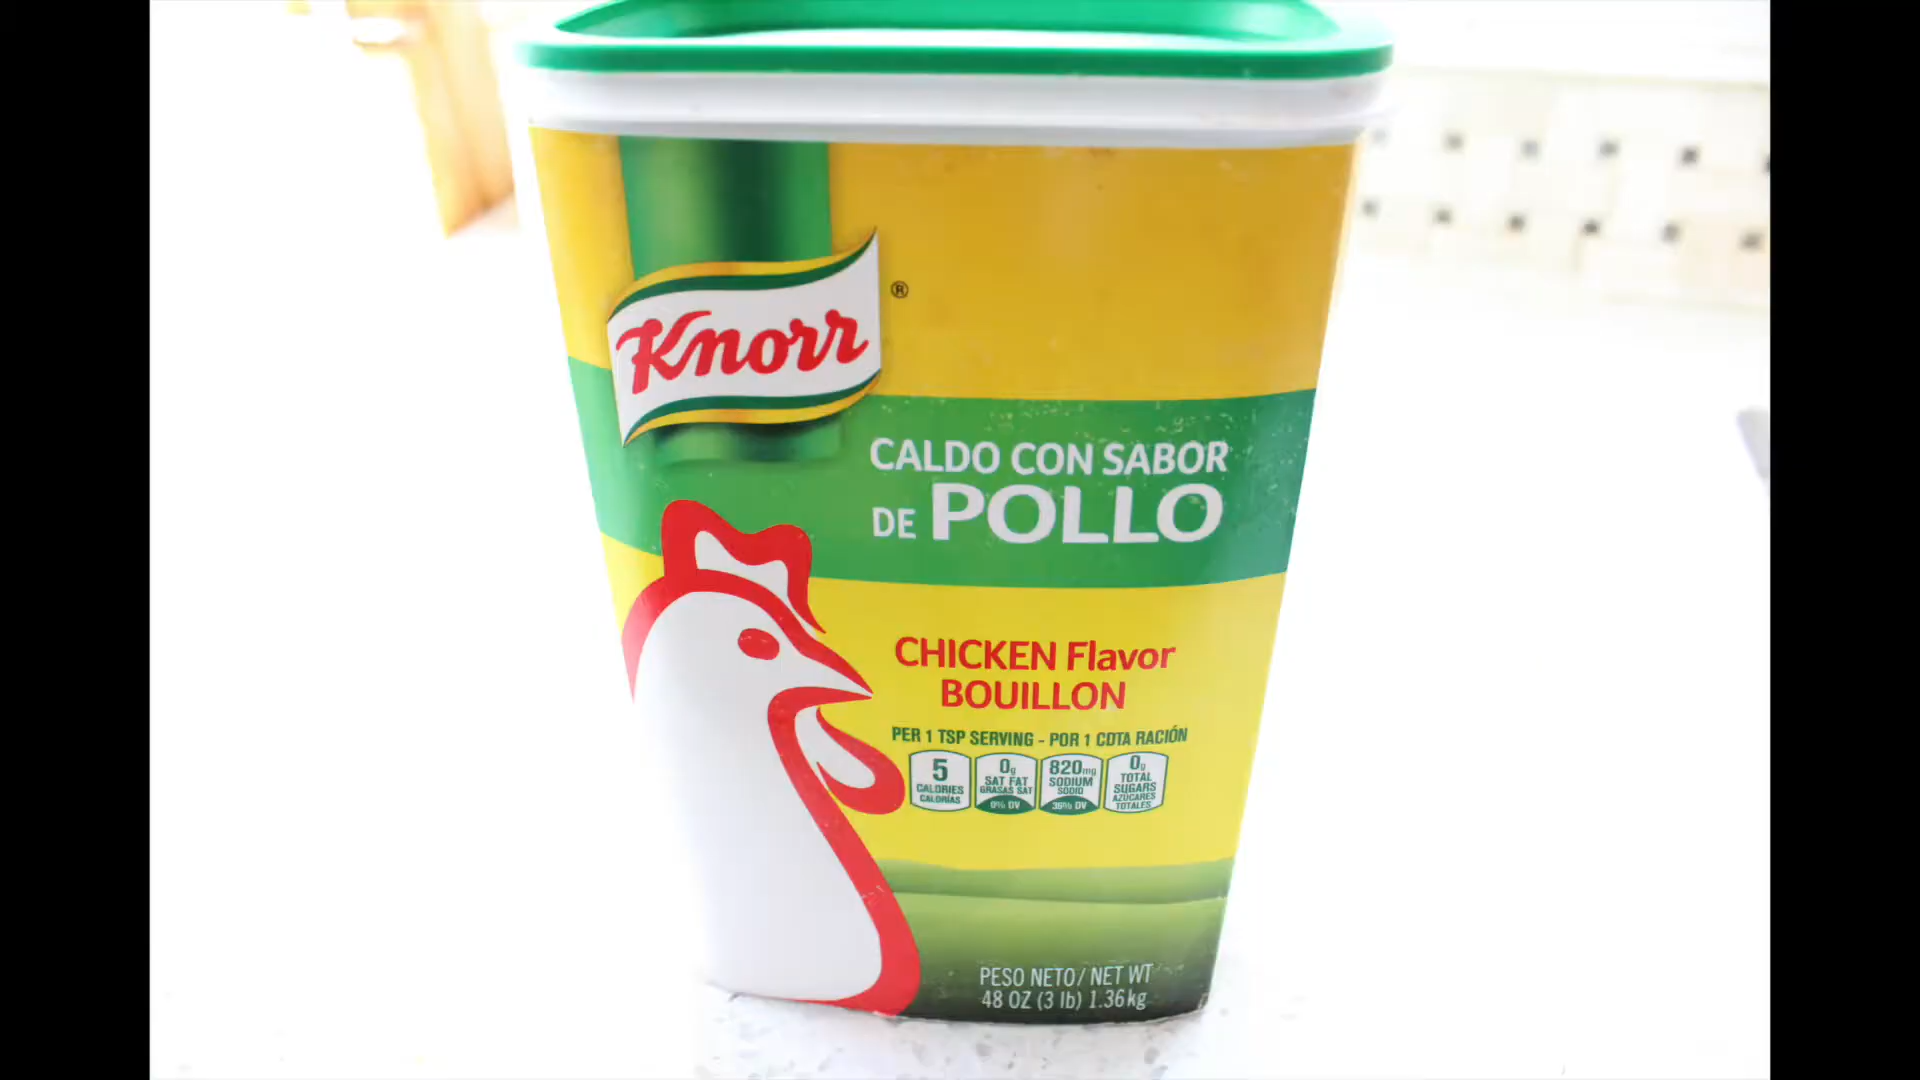 Knorr ®
CALDO CON SABOR
DE POLLO
CHICKEN Flavor
BOUILLON
PER 1 TSP SERVING - POR 1 CDTA RACIÓN
5
CALORIES
CALORÍAS
0g
SAT FAT
GRASAS SAT
0% DV
820mg
SODIUM
SODIO
36% DV
0g
TOTAL
SUGARS
AZÚCARES
TOTALES
PESO NETO/ NET WT
48 OZ (3 lb) 1.36kg